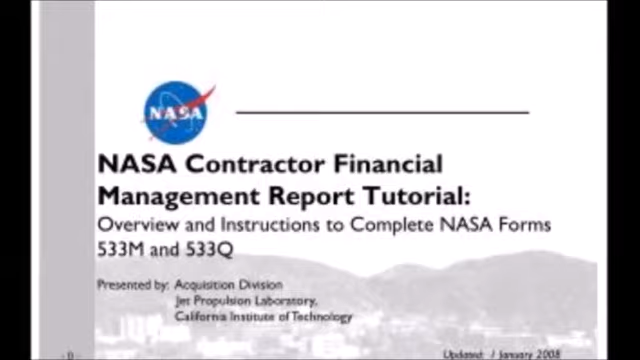 NASA
NASA Contractor Financial
Management Report Tutorial:
Overview and Instructions to Complete NASA Forms
533M and 533Q
Presented by: Acquisition Division
Jet Propulsion Laboratory,
California Institute of Technology
Updated: 1 January 2008